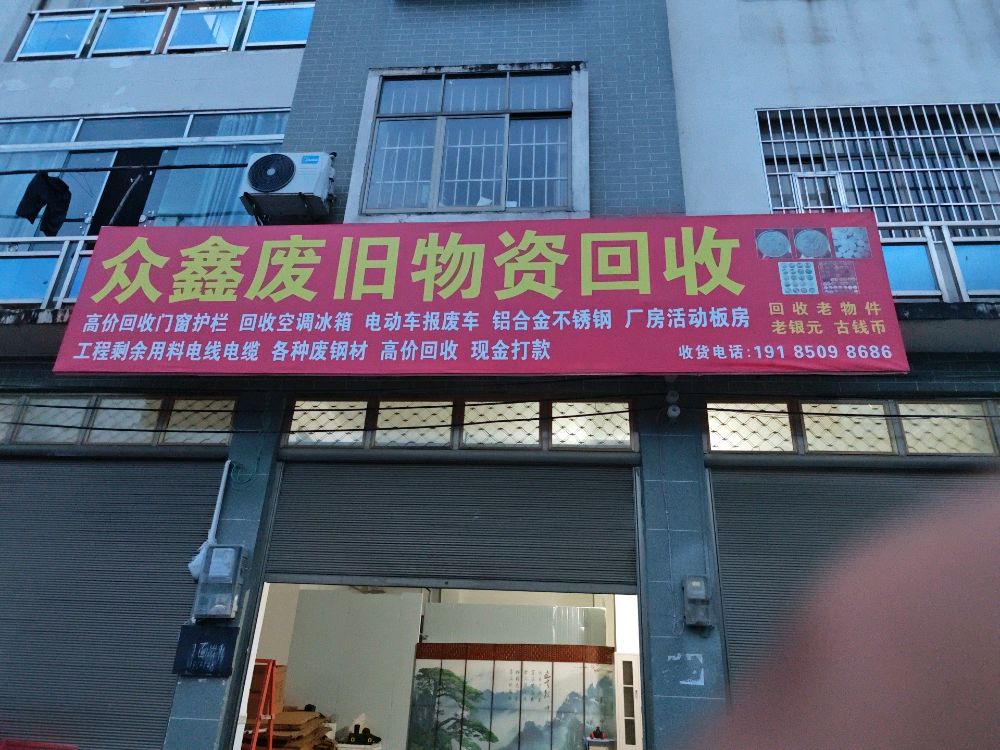 众鑫废旧物资回收
高价回收门窗护栏 回收空调冰箱 电动车报废车 铝合金不锈钢 厂房活动板房
工程剩余用料电线电缆 各种废钢材 高价回收 现金打款
回收老物件
老银元 古钱币
收货电话:191 8509 8686